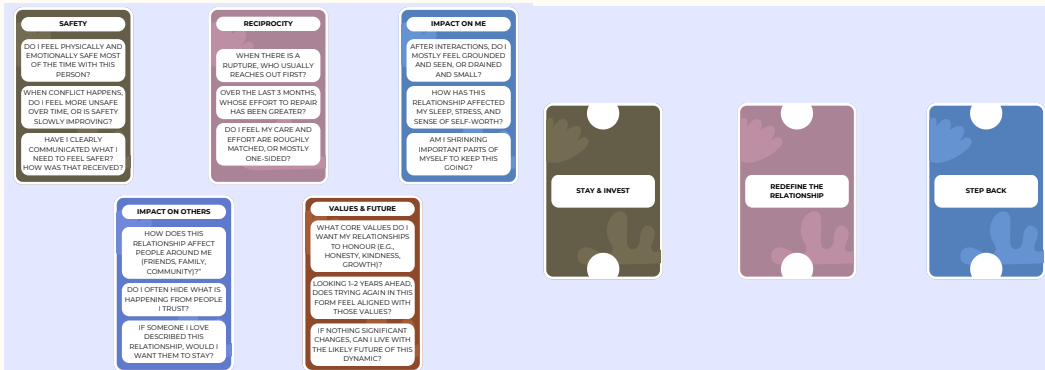 SAFETY
DO I FEEL PHYSICALLY AND
EMOTIONALLY SAFE MOST
OF THE TIME WITH THIS
PERSON?
WHEN CONFLICT HAPPENS,
DO I FEEL MORE UNSAFE
OVER TIME, OR IS SAFETY
SLOWLY IMPROVING?
HAVE I CLEARLY
COMMUNICATED WHAT I
NEED TO FEEL SAFER?
HOW WAS THAT RECEIVED?
RECIPROCITY
WHEN THERE IS A
RUPTURE, WHO USUALLY
REACHES OUT FIRST?
OVER THE LAST 3 MONTHS,
WHOSE EFFORT TO REPAIR
HAS BEEN GREATER?
DO I FEEL MY CARE AND
EFFORT ARE ROUGHLY
MATCHED, OR MOSTLY
ONE-SIDED?
IMPACT ON ME
AFTER INTERACTIONS, DO I
MOSTLY FEEL GROUNDED
AND SEEN, OR DRAINED
AND SMALL?
HOW HAS THIS
RELATIONSHIP AFFECTED
MY SLEEP, STRESS, AND
SENSE OF SELF-WORTH?
AM I SHRINKING
IMPORTANT PARTS OF
MYSELF TO KEEP THIS
GOING?
IMPACT ON OTHERS
HOW DOES THIS
RELATIONSHIP AFFECT
PEOPLE AROUND ME
(FRIENDS, FAMILY,
COMMUNITY)?"
DO I OFTEN HIDE WHAT IS
HAPPENING FROM PEOPLE
I TRUST?
IF SOMEONE I LOVE
DESCRIBED THIS
RELATIONSHIP, WOULD I
WANT THEM TO STAY?
VALUES & FUTURE
WHAT CORE VALUES DO I
WANT MY RELATIONSHIPS
TO HONOUR (E.G.,
HONESTY, KINDNESS,
GROWTH)?
LOOKING 1–2 YEARS AHEAD,
DOES TRYING AGAIN IN THIS
FORM FEEL ALIGNED WITH
THOSE VALUES?
IF NOTHING SIGNIFICANT
CHANGES, CAN I LIVE WITH
THE LIKELY FUTURE OF THIS
DYNAMIC?
STAY & INVEST
REDEFINE THE
RELATIONSHIP
STEP BACK